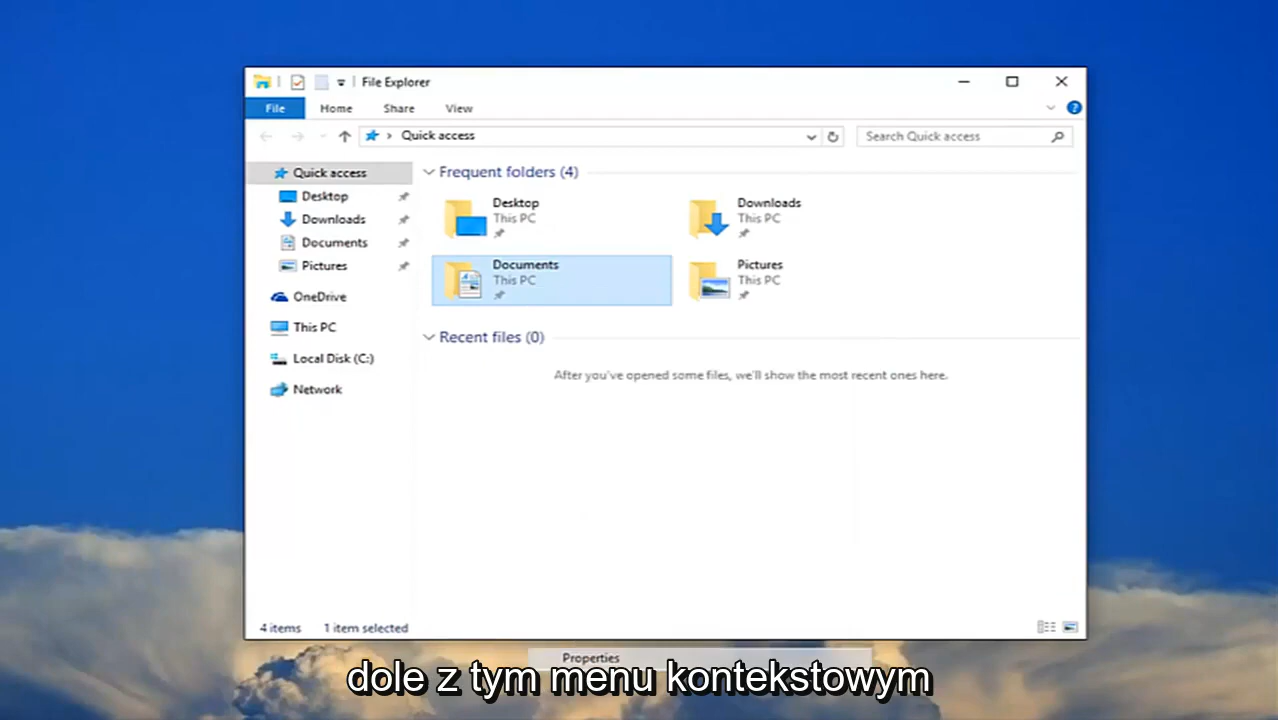 File Explorer
File Home Share View
Quick access
Search Quick access
Quick access
Desktop
Downloads
Documents
Pictures
OneDrive
This PC
Local Disk (C:)
Network
Frequent folders (4)
Desktop
This PC
Downloads
This PC
Documents
This PC
Pictures
This PC
Recent files (0)
After you've opened some files, we'll show the most recent ones here.
4 items 1 item selected
Properties
dole z tym menu kontekstowym